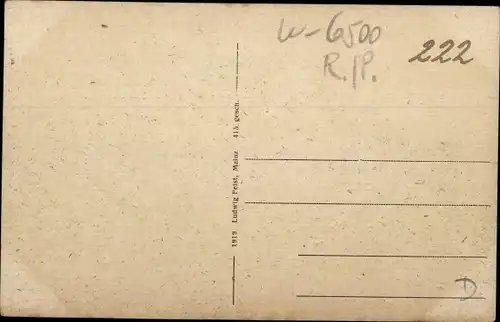 W-6500
R./P.
222
1919 Ludwig Feist, Mainz 415 gesch.
D